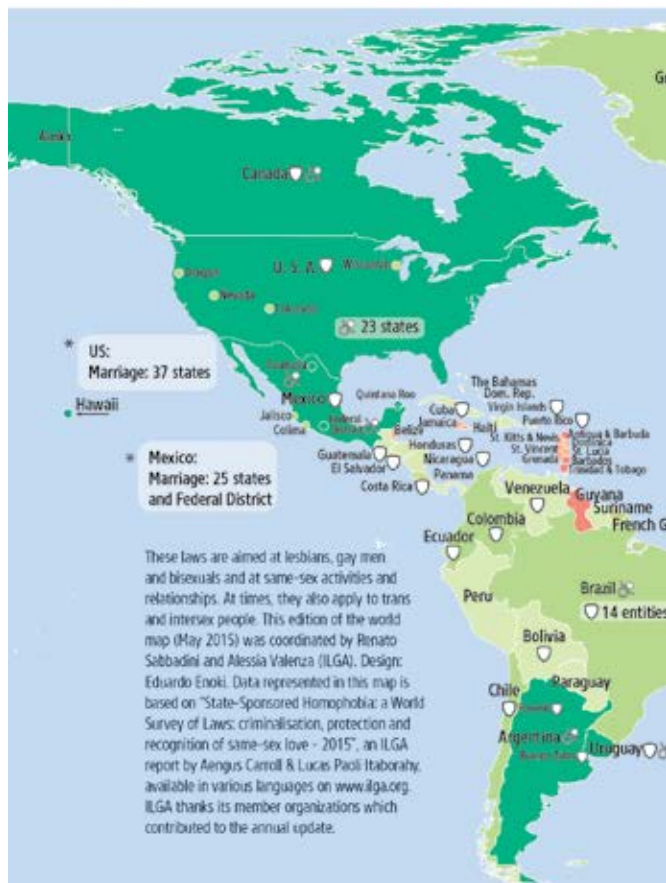 Gr
Alaska
Canada
U. S. A.
Wisconsin
Oregon
Nevada
Colorado
23 states
* US:
Marriage: 37 states
Hawaii
Coahuila
Mexico
Quintana Roo
Jalisco
Colima
Federal
* Mexico:
Marriage: 25 states
and Federal District
The Bahamas
Dom. Rep.
Virgin Islands
Puerto Rico
Cuba
Jamaica
Haiti
Belize
St. Kitts & Nevis
Antigua & Barbuda
Dominica
St. Vincent
St. Lucia
Grenada
Barbados
Trinidad & Tobago
Guatemala
Honduras
El Salvador
Nicaragua
Costa Rica
Panama
Venezuela
Guyana
Suriname
French G
Colombia
Ecuador
Peru
Brazil
14 entities
Bolivia
Paraguay
Chile
Rosario
Argentina
Buenos Aires
Uruguay
These laws are aimed at lesbians, gay men
and bisexuals and at same-sex activities and
relationships. At times, they also apply to trans
and intersex people. This edition of the world
map (May 2015) was coordinated by Renato
Sabbadini and Alessia Valenza (ILGA). Design:
Eduardo Enoki. Data represented in this map is
based on "State-Sponsored Homophobia: a World
Survey of Laws: criminalisation, protection and
recognition of same-sex love - 2015", an ILGA
report by Aengus Carroll & Lucas Paoli Itaborahy,
available in various languages on www.ilga.org.
ILGA thanks its member organizations which
contributed to the annual update.